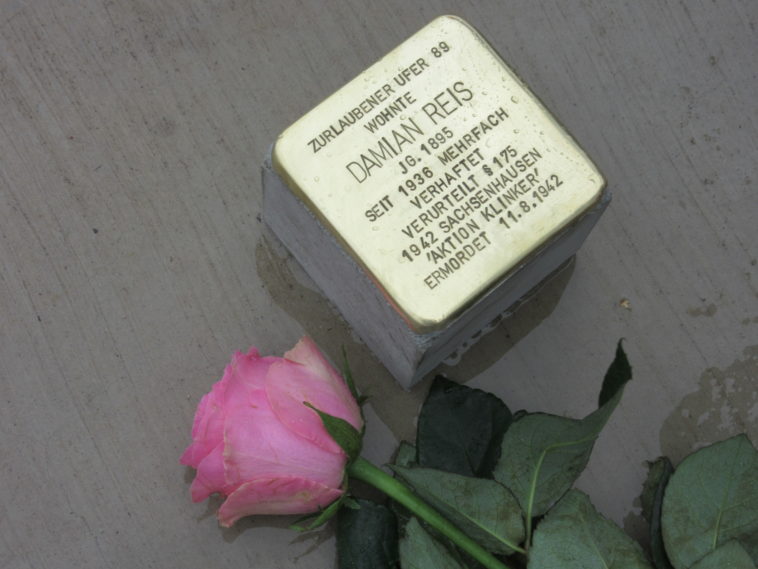 ZURLAUBENER UFER 89
WOHNTE
DAMIAN REIS
JG. 1895
SEIT 1936 MEHRFACH
VERHAFTET
VERURTEILT § 175
1942 SACHSENHAUSEN
'AKTION KLINKER'
ERMORDET 11.8.1942